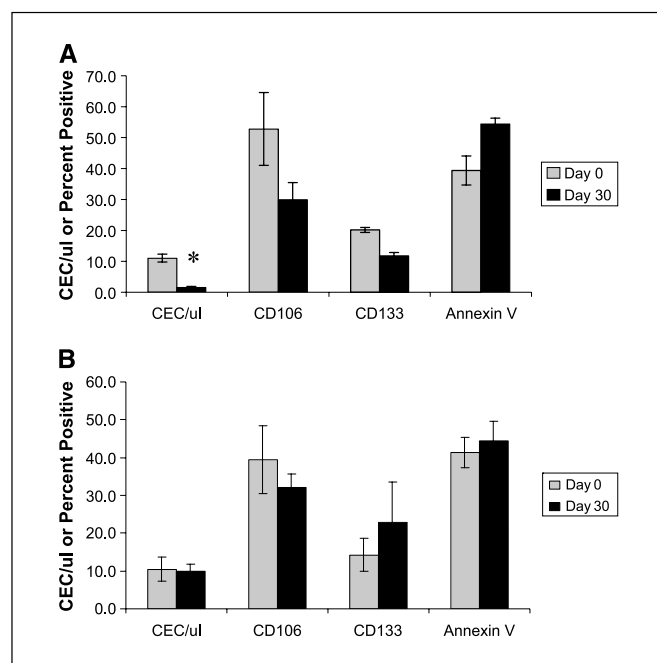 A
CEC/ul or Percent Positive
70.0
60.0
50.0
40.0
30.0
20.0
10.0
0.0
*
CEC/ul CD106 CD133 Annexin V
Day 0
Day 30
B
CEC/ul or Percent Positive
60.0
50.0
40.0
30.0
20.0
10.0
0.0
CEC/ul CD106 CD133 Annexin V
Day 0
Day 30